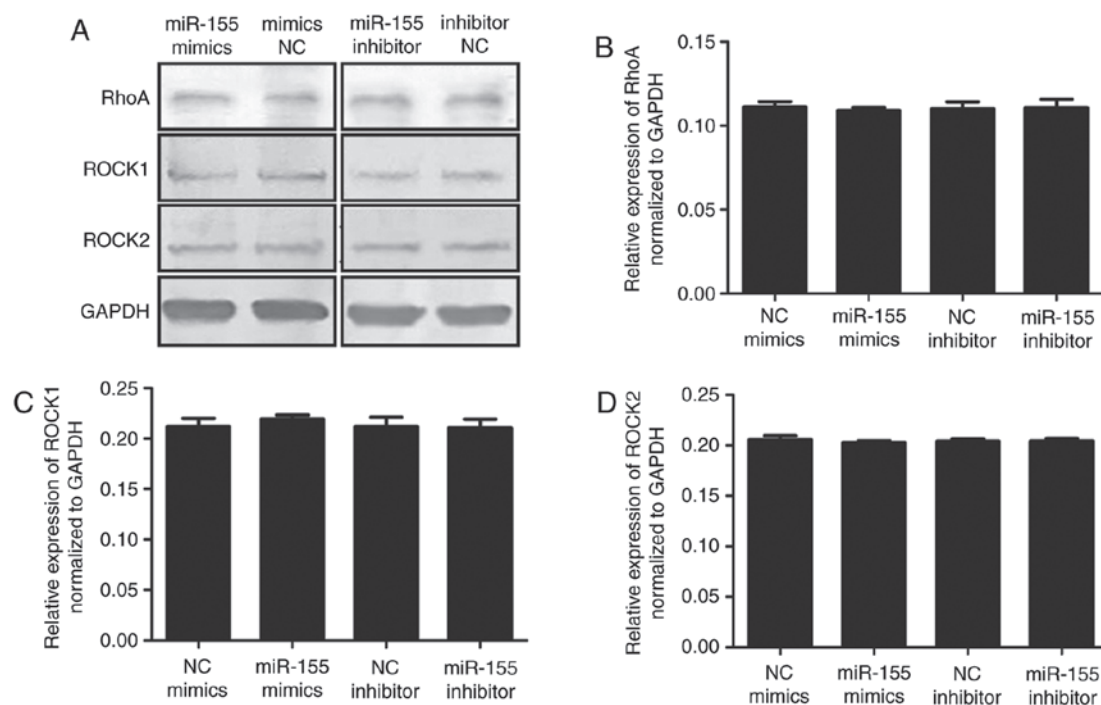 A
miR-155 mimics
mimics NC
miR-155 inhibitor
inhibitor NC
RhoA
ROCK1
ROCK2
GAPDH
B
Relative expression of RhoA
normalized to GAPDH
0.15
0.10
0.05
0.00
NC mimics
miR-155 mimics
NC inhibitor
miR-155 inhibitor
C
Relative expression of ROCK1
normalized to GAPDH
0.25
0.20
0.15
0.10
0.05
0.00
NC mimics
miR-155 mimics
NC inhibitor
miR-155 inhibitor
D
Relative expression of ROCK2
normalized to GAPDH
0.25
0.20
0.15
0.10
0.05
0.00
NC mimics
miR-155 mimics
NC inhibitor
miR-155 inhibitor